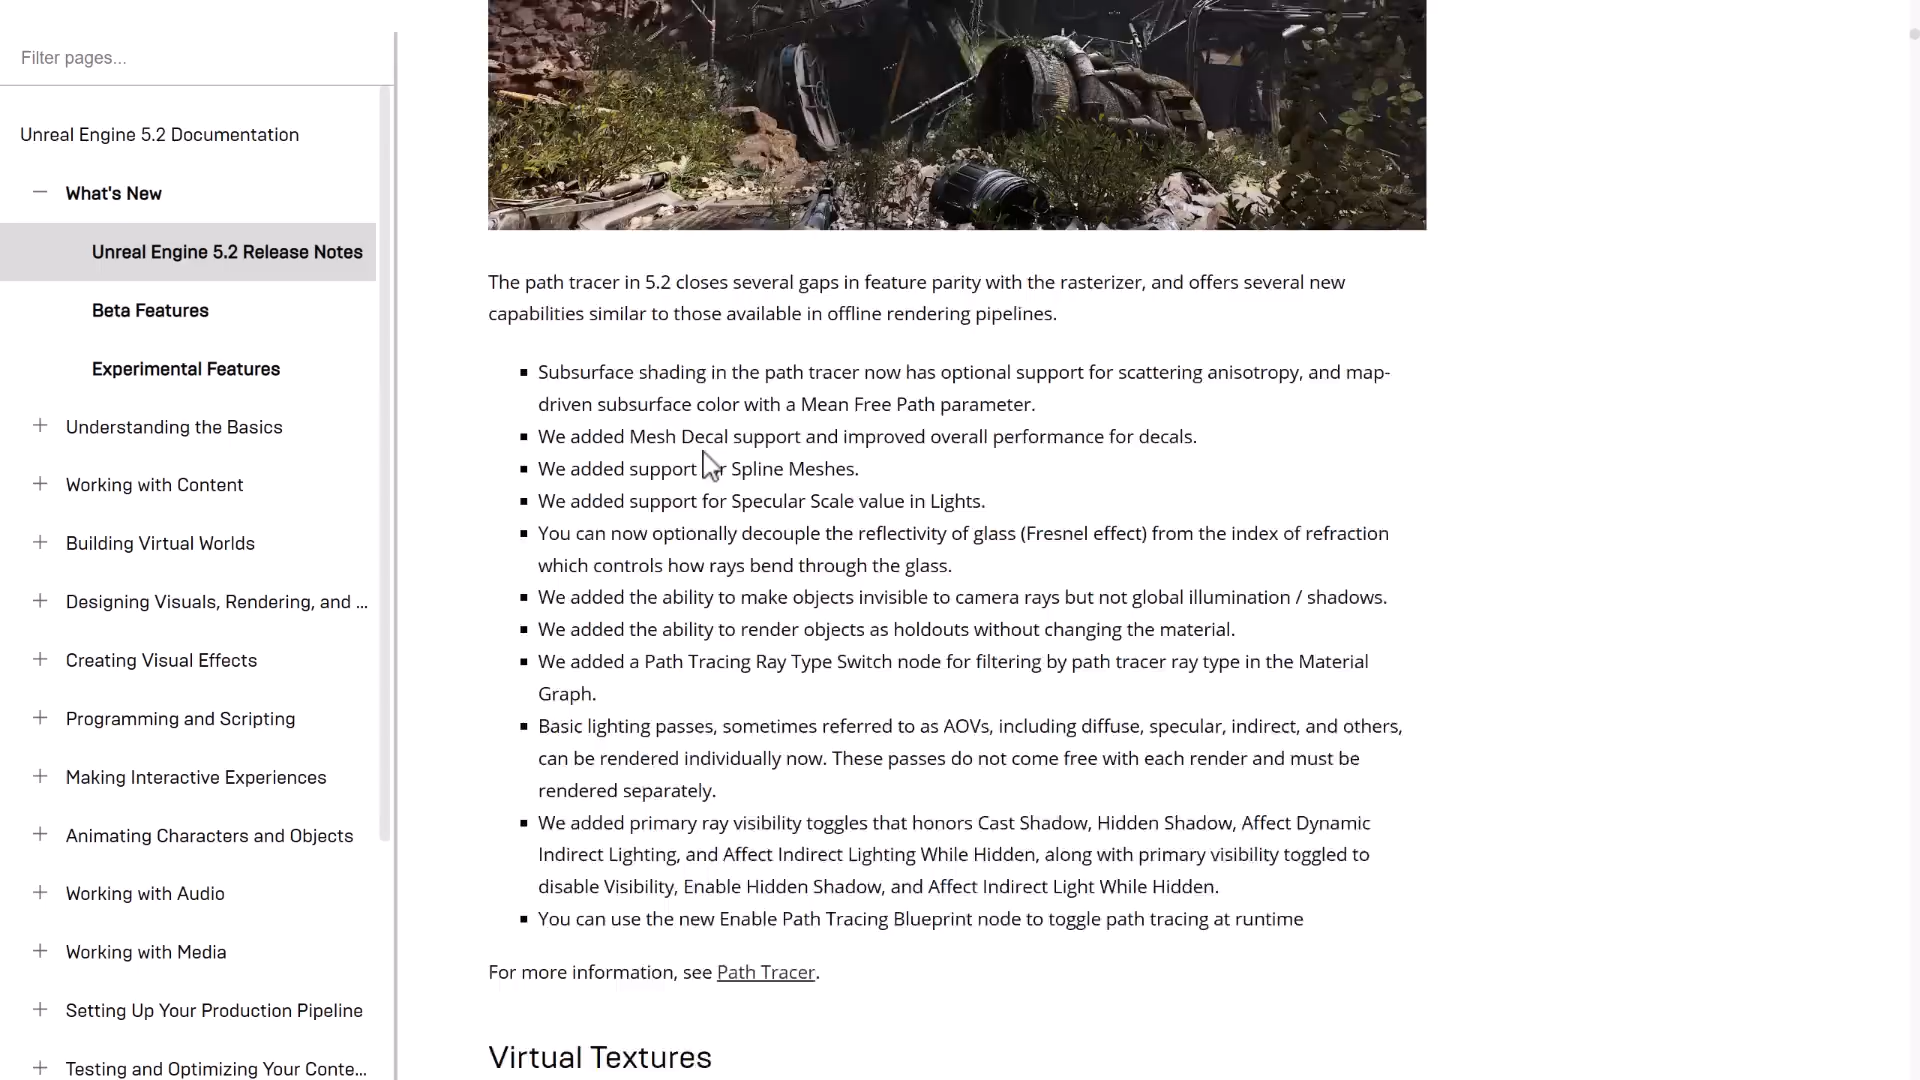 Filter pages...
Unreal Engine 5.2 Documentation
What's New
Unreal Engine 5.2 Release Notes
Beta Features
Experimental Features
Understanding the Basics
Working with Content
Building Virtual Worlds
Designing Visuals, Rendering, and ...
Creating Visual Effects
Programming and Scripting
Making Interactive Experiences
Animating Characters and Objects
Working with Audio
Working with Media
Setting Up Your Production Pipeline
Testing and Optimizing Your Conte...
The path tracer in 5.2 closes several gaps in feature parity with the rasterizer, and offers several new
capabilities similar to those available in offline rendering pipelines.
Subsurface shading in the path tracer now has optional support for scattering anisotropy, and map-
driven subsurface color with a Mean Free Path parameter.
We added Mesh Decal support and improved overall performance for decals.
We added support for Spline Meshes.
We added support for Specular Scale value in Lights.
You can now optionally decouple the reflectivity of glass (Fresnel effect) from the index of refraction
which controls how rays bend through the glass.
We added the ability to make objects invisible to camera rays but not global illumination / shadows.
We added the ability to render objects as holdouts without changing the material.
We added a Path Tracing Ray Type Switch node for filtering by path tracer ray type in the Material
Graph.
Basic lighting passes, sometimes referred to as AOVs, including diffuse, specular, indirect, and others,
can be rendered individually now. These passes do not come free with each render and must be
rendered separately.
We added primary ray visibility toggles that honors Cast Shadow, Hidden Shadow, Affect Dynamic
Indirect Lighting, and Affect Indirect Lighting While Hidden, along with primary visibility toggled to
disable Visibility, Enable Hidden Shadow, and Affect Indirect Light While Hidden.
You can use the new Enable Path Tracing Blueprint node to toggle path tracing at runtime
For more information, see Path Tracer.
Virtual Textures